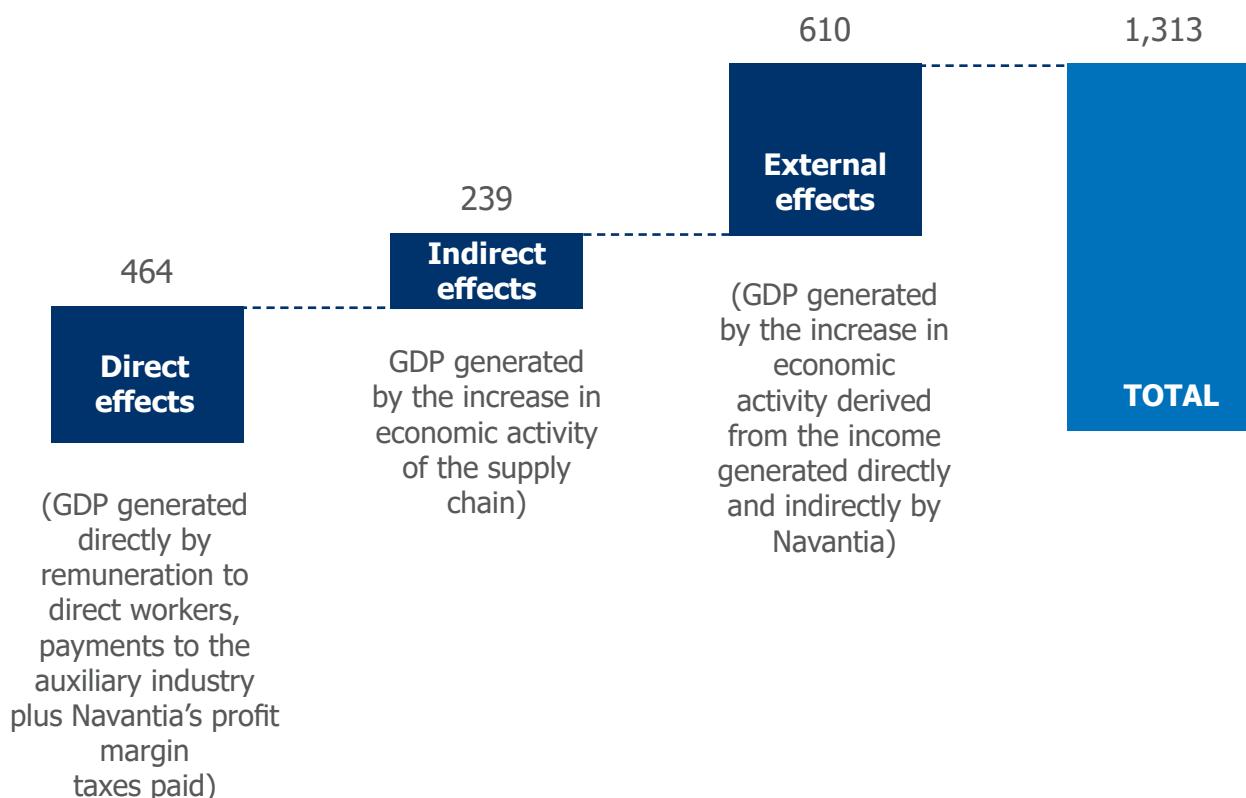 464
Direct
effects
(GDP generated
directly by
remuneration to
direct workers,
payments to the
auxiliary industry
plus Navantia’s profit
margin
taxes paid)
239
Indirect
effects
GDP generated
by the increase in
economic activity
of the supply
chain)
610
External
effects
(GDP generated
by the increase in
economic
activity derived
from the income
generated directly
and indirectly by
Navantia)
1,313
TOTAL